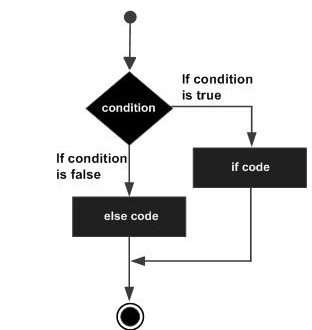 If condition
is true
condition
If condition
is false
if code
else code